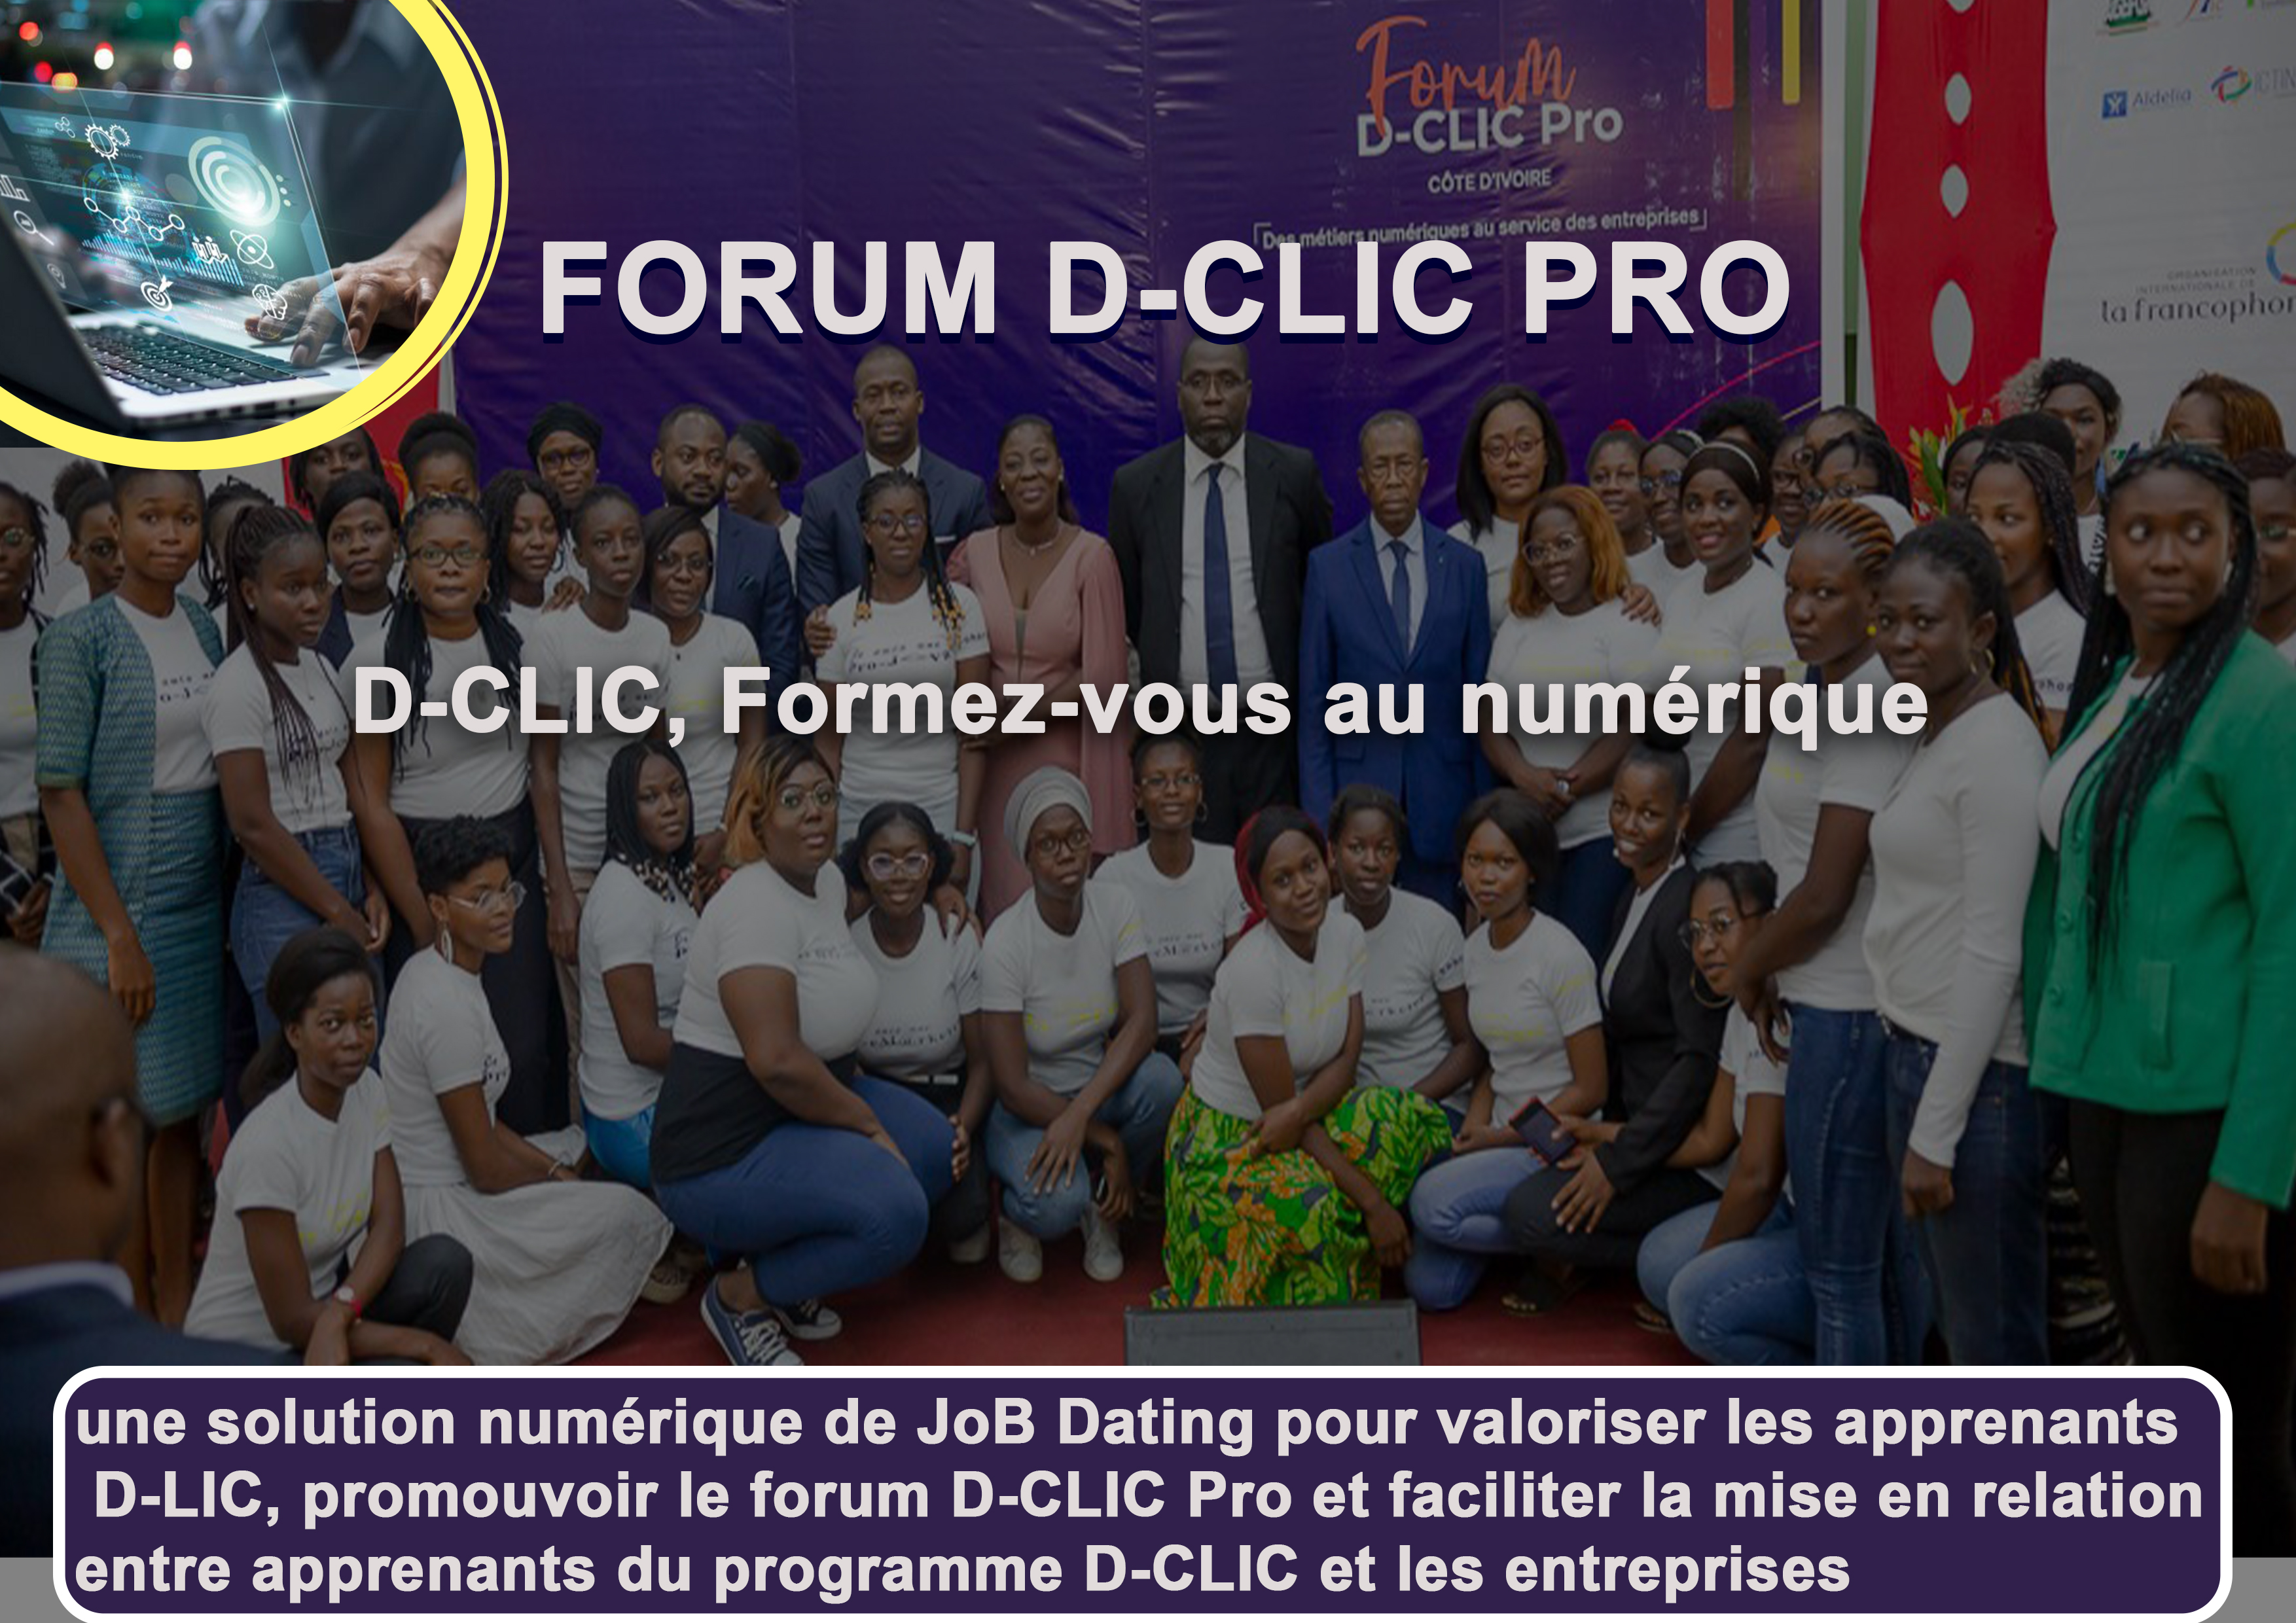 Forum
D-CLIC Pro
CÔTE D'IVOIRE
Des métiers numériques au service des entreprises
Aldelia
ORGANISATION
INTERNATIONALE DE
la francophon
FORUM D-CLIC PRO
D-CLIC, Formez-vous au numérique
une solution numérique de JoB Dating pour valoriser les apprenants
D-LIC, promouvoir le forum D-CLIC Pro et faciliter la mise en relation
entre apprenants du programme D-CLIC et les entreprises